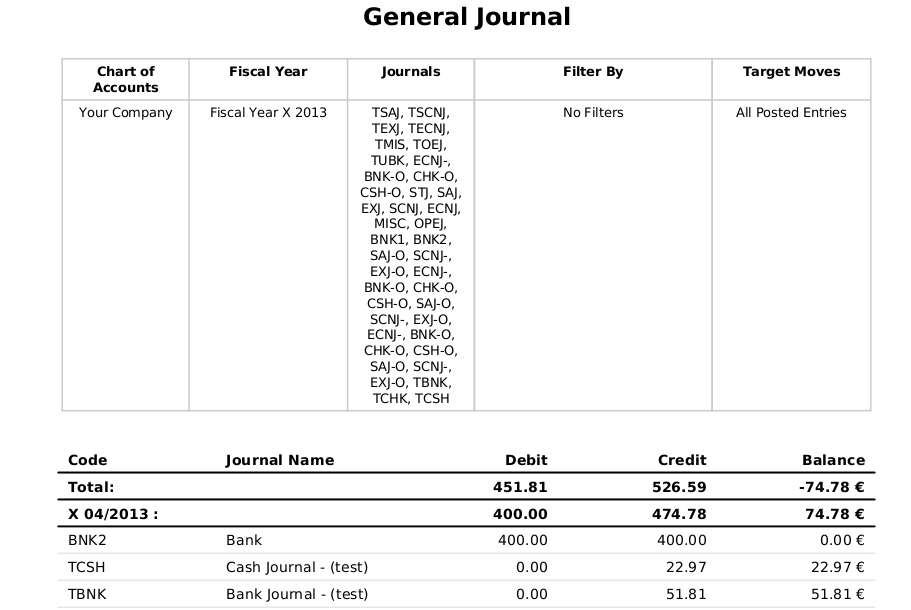 General Journal
Chart of Accounts Fiscal Year Journals Filter By Target Moves
Your Company Fiscal Year X 2013 TSAJ, TSCNJ, No Filters All Posted Entries
TEXJ, TECNJ,
TMIS, TOEJ,
TUBK, ECNJ-,
BNK-O, CHK-O,
CSH-O, STJ, SAJ,
EXJ, SCNJ, ECNJ,
MISC, OPEJ,
BNK1, BNK2,
SAJ-O, SCNJ-,
EXJ-O, ECNJ-,
BNK-O, CHK-O,
CSH-O, SAJ-O,
SCNJ-, EXJ-O,
ECNJ-, BNK-O,
CHK-O, CSH-O,
SAJ-O, SCNJ-,
EXJ-O, TBNK,
TCHK, TCSH
Code Journal Name Debit Credit Balance
Total: 451.81 526.59 -74.78 €
X 04/2013 : 400.00 474.78 74.78 €
BNK2 Bank 400.00 400.00 0.00 €
TCSH Cash Journal - (test) 0.00 22.97 22.97 €
TBNK Bank Journal - (test) 0.00 51.81 51.81 €